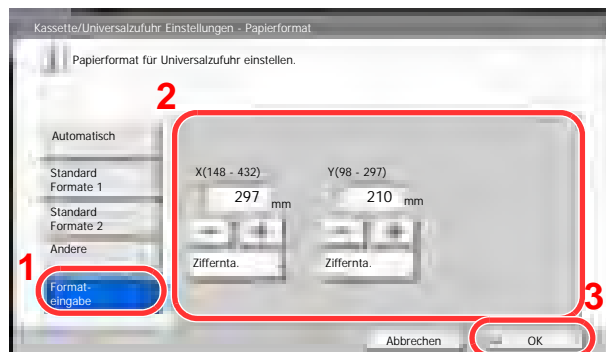 Kassette/Universalzufuhr Einstellungen - Papierformat
Papierformat für Universalzufuhr einstellen.
2
Automatisch
Standard
Formate 1
X(148 - 432)
Y(98 - 297)
297 mm
210 mm
Standard
Formate 2
- +
- +
Andere
Ziffernta.
Ziffernta.
1
Format-
eingabe
3
Abbrechen
OK